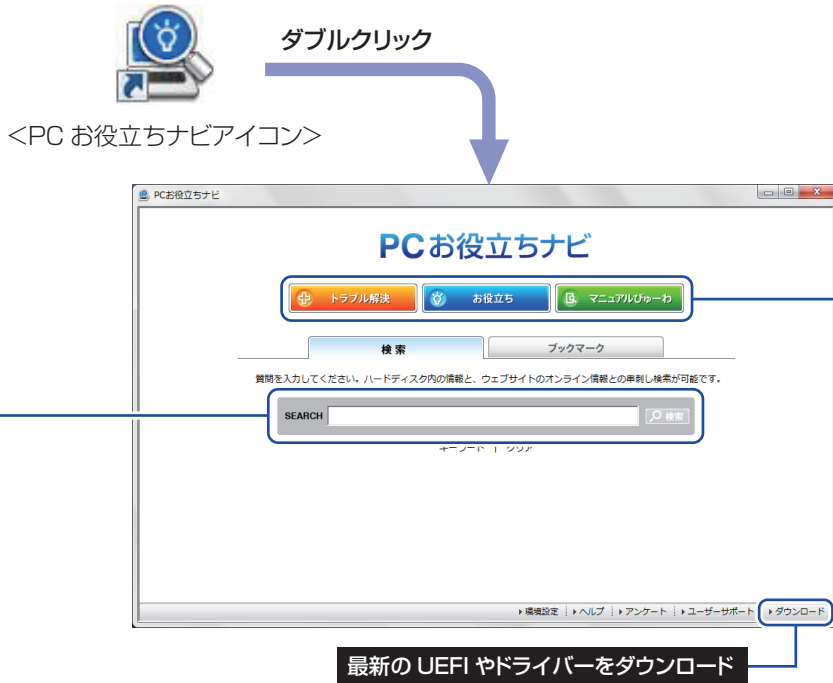 ダブルクリック
＜PC お役立ちナビアイコン＞
PCお役立ちナビ
PCお役立ちナビ
トラブル解決 お役立ち マニュアルびゅーわ
検索 ブックマーク
質問を入力してください。ハードディスク内の情報と、ウェブサイトのオンライン情報との串刺し検索が可能です。
SEARCH 検索
キーワード | クリア
環境設定 ヘルプ アンケート ユーザーサポート ダウンロード
最新の UEFI やドライバーをダウンロード